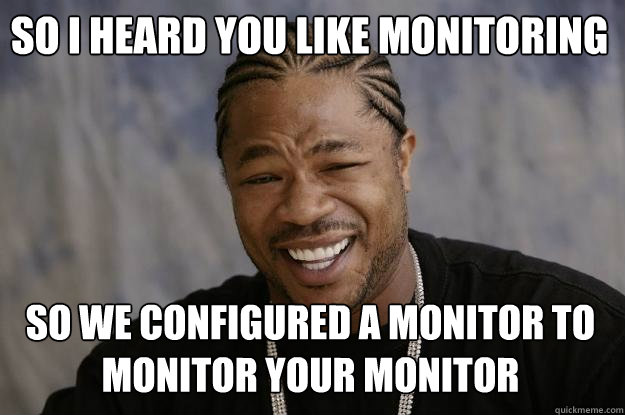 SO I HEARD YOU LIKE MONITORING
SO WE CONFIGURED A MONITOR TO
MONITOR YOUR MONITOR
quickmeme.com